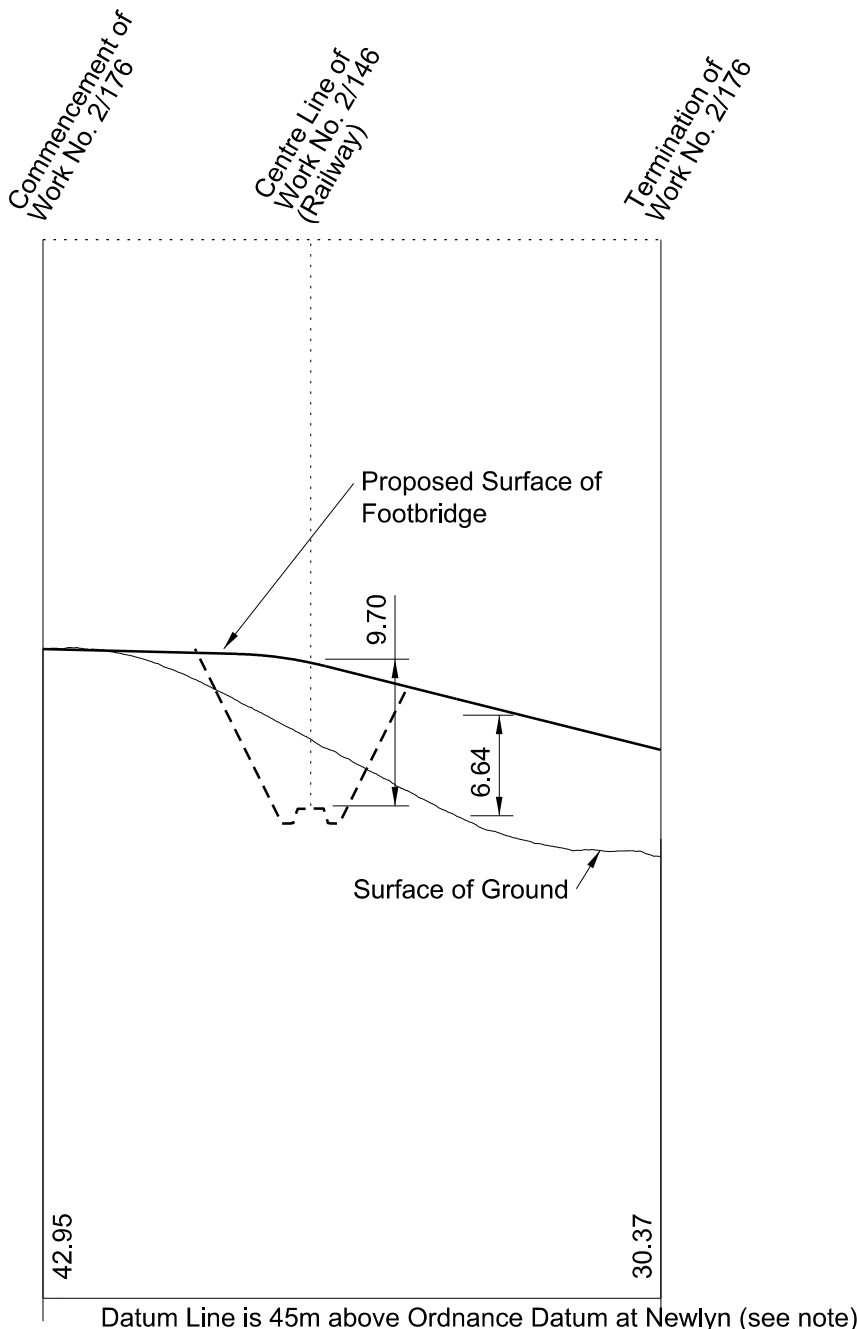 Commencement of
Work No. 2/176
Centre Line of
Work No. 2/146
(Railway)
Termination of
Work No. 2/176
Proposed Surface of
Footbridge
9.70
6.64
Surface of Ground
42.95
30.37
Datum Line is 45m above Ordnance Datum at Newlyn (see note)